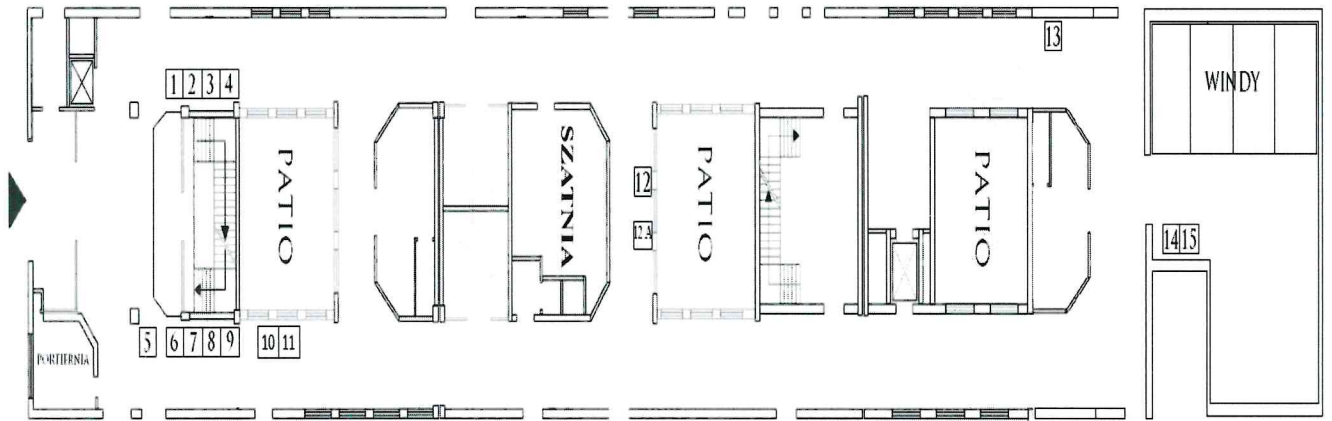 13
WINDY
1 2 3 4
PATIO
SZATNIA
PATIO
PATIO
12
12 A
14 15
5
6 7 8 9
10 11
PORTIERNIA